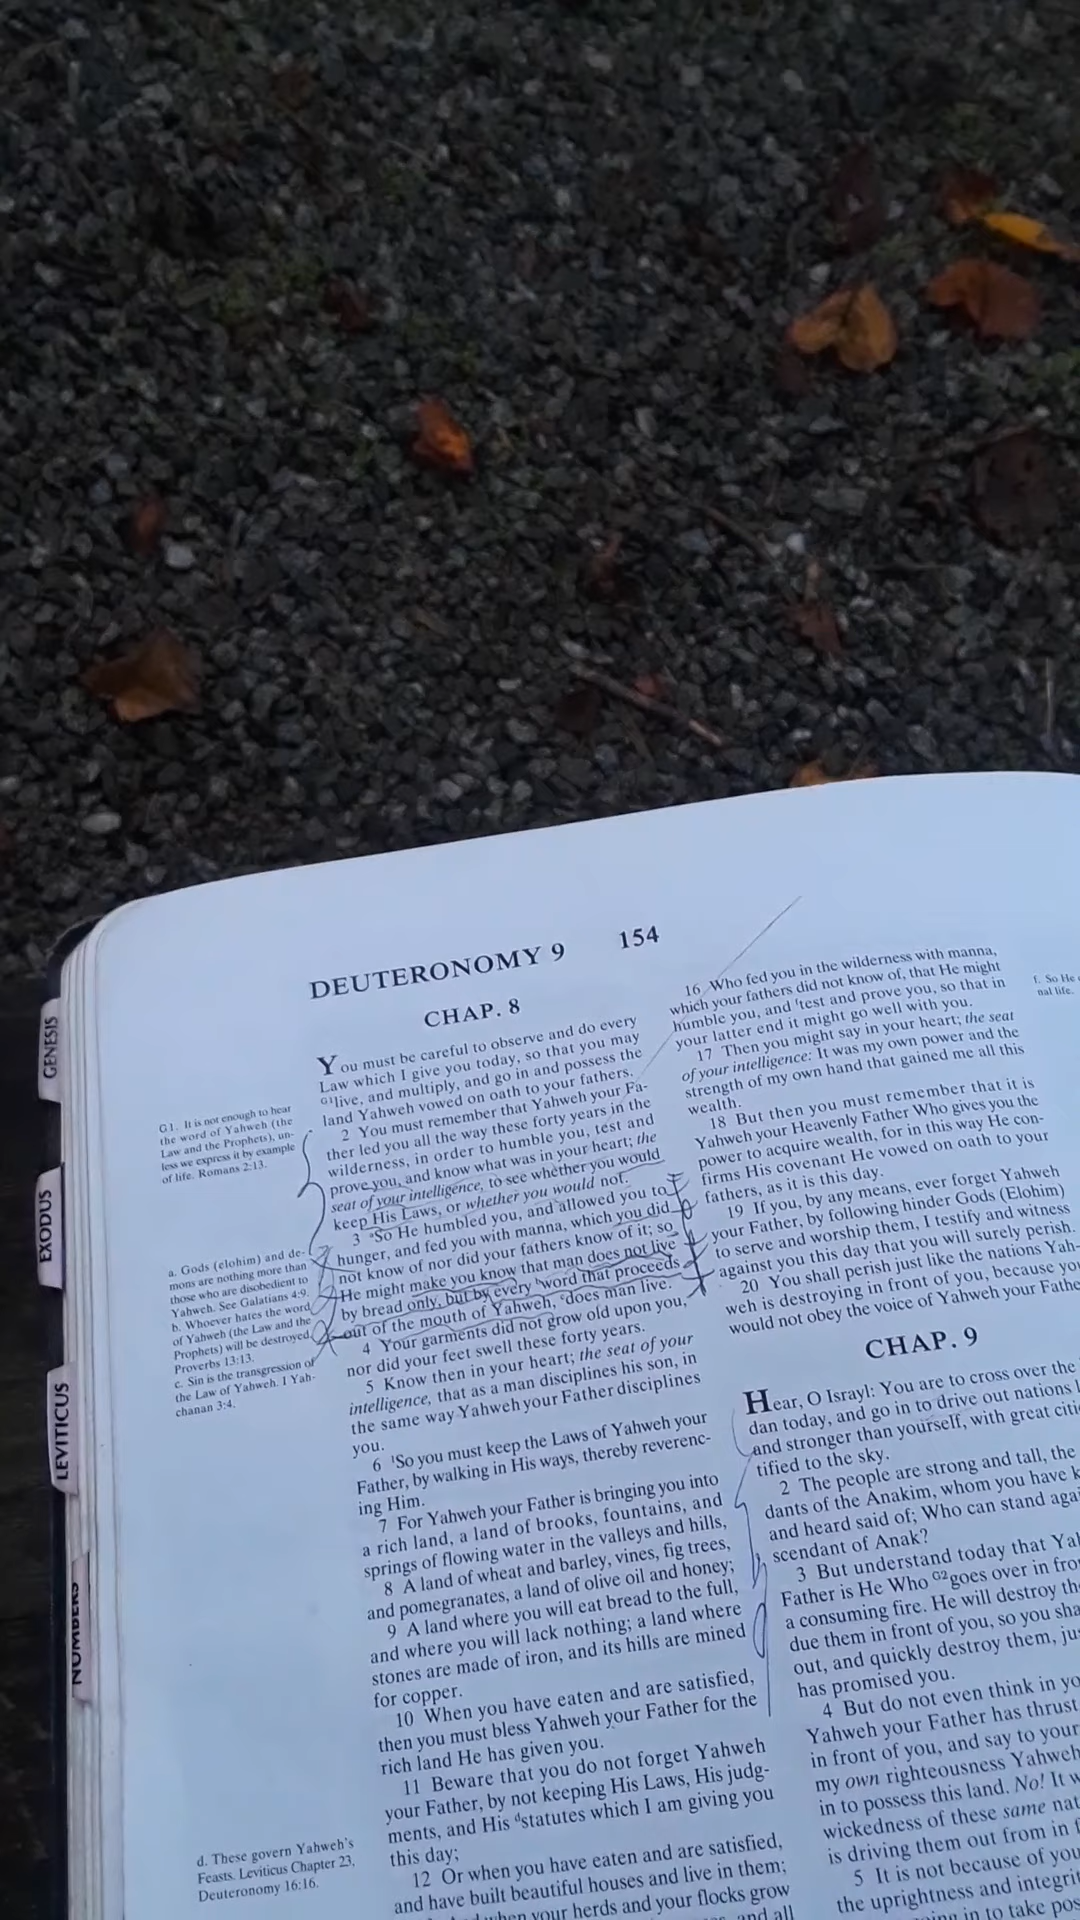 DEUTERONOMY 9 154
CHAP. 8
You must be careful to observe and do every
Law which I give you today, so that you may
G1live, and multiply, and go in and possess the
land Yahweh vowed on oath to your fathers.
2 You must remember that Yahweh your Fa-
ther led you all the way these forty years in the
wilderness, in order to humble you, test and
prove you, and know what was in your heart; the
seat of your intelligence, to see whether you would
keep His Laws, or whether you would not.
3 aSo He humbled you, and allowed you to
hunger, and fed you with manna, which you did
not know of nor did your fathers know of it; so
He might make you know that man does not live
by bread only, but by every bword that proceeds
out of the mouth of Yahweh, cdoes man live.
4 Your garments did not grow old upon you,
nor did your feet swell these forty years.
5 Know then in your heart; the seat of your
intelligence, that as a man disciplines his son, in
the same way Yahweh your Father disciplines
you.
6 So you must keep the Laws of Yahweh your
Father, by walking in His ways, thereby reverenc-
ing Him.
7 For Yahweh your Father is bringing you into
a rich land, a land of brooks, fountains, and
springs of flowing water in the valleys and hills,
8 A land of wheat and barley, vines, fig trees,
and pomegranates, a land of olive oil and honey;
9 A land where you will eat bread to the full,
and where you will lack nothing; a land where
stones are made of iron, and its hills are mined
for copper.
10 When you have eaten and are satisfied,
then you must bless Yahweh your Father for the
rich land He has given you.
11 Beware that you do not forget Yahweh
your Father, by not keeping His Laws, His judg-
ments, and His dstatutes which I am giving you
this day;
12 Or when you have eaten and are satisfied,
and have built beautiful houses and live in them;
when your herds and your flocks grow
and all
16 Who fed you in the wilderness with manna,
which your fathers did not know of, that He might
humble you, and test and prove you, so that in
your latter end it might go well with you.
17 Then you might say in your heart; the seat
of your intelligence: It was my own power and the
strength of my own hand that gained me all this
wealth.
18 But then you must remember that it is
Yahweh your Heavenly Father Who gives you the
power to acquire wealth, for in this way He con-
firms His covenant He vowed on oath to your
fathers, as it is this day.
19 If you, by any means, ever forget Yahweh
your Father, by following hinder Gods (Elohim)
to serve and worship them, I testify and witness
against you this day that you will surely perish.
20 You shall perish just like the nations Yah-
weh is destroying in front of you, because you
would not obey the voice of Yahweh your Fathe
CHAP. 9
Hear, O Israyl: You are to cross over the
dan today, and go in to drive out nations
and stronger than yourself, with great citi
tified to the sky.
2 The people are strong and tall, the
dants of the Anakim, whom you have k
and heard said of; Who can stand agai
scendant of Anak?
3 But understand today that Yal
Father is He Who G2goes over in fro
a consuming fire. He will destroy the
due them in front of you, so you sha
out, and quickly destroy them, ju
has promised you.
4 But do not even think in yo
Yahweh your Father has thrust
in front of you, and say to your
my own righteousness Yahweh
in to possess this land. No! It w
wickedness of these same nat
is driving them out from in f
5 It is not because of you
the uprightness and integrit
in to take pos
G1. It is not enough to hear
the word of Yahweh (the
Law and the Prophets), un-
less we express it by example
of life. Romans 2:13.
a. Gods (elohim) and de-
mons are nothing more than
those who are disobedient to
Yahweh. See Galatians 4:9.
b. Whoever hates the word
of Yahweh (the Law and the
Prophets) will be destroyed.
Proverbs 13:13.
c. Sin is the transgression of
the Law of Yahweh. I Yah-
chanan 3:4.
d. These govern Yahweh's
Feasts. Leviticus Chapter 23,
Deuteronomy 16:16.
f. So He
nal life.
GENESIS
EXODUS
LEVITICUS
NUMBERS